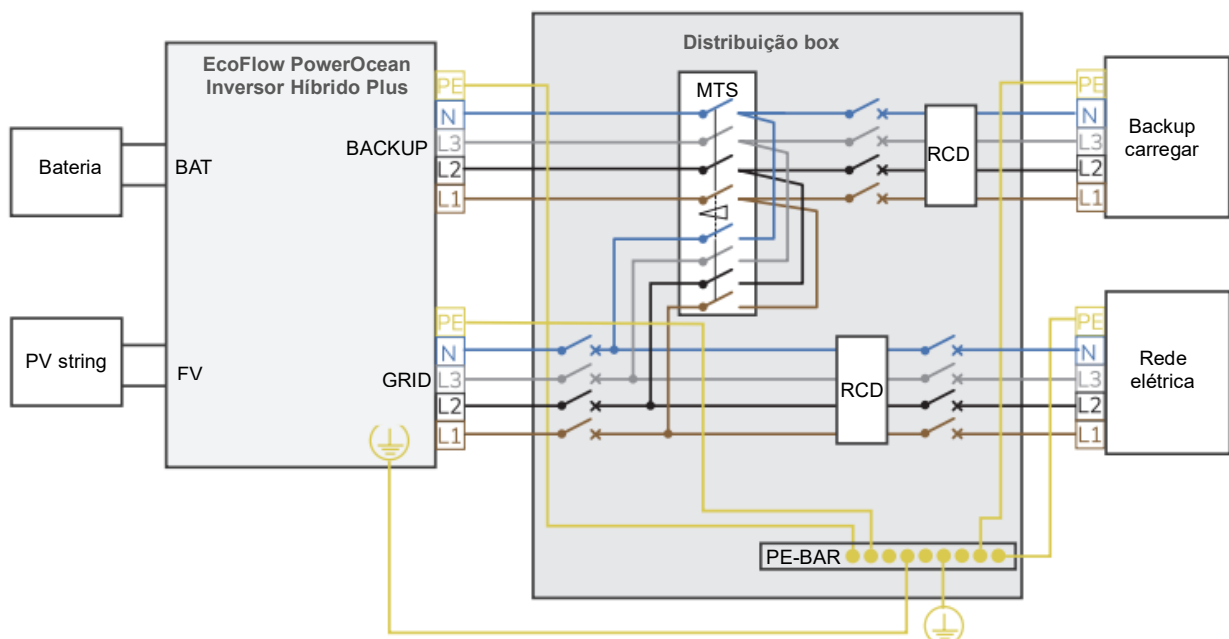 EcoFlow PowerOcean
Inversor Híbrido Plus
Distribuição box
MTS
PE
N
L3
L2
L1
BACKUP
Bateria
BAT
RCD
PE
N
L3
L2
L1
Backup
carregar
PV string
FV
GRID
PE
N
L3
L2
L1
RCD
PE
N
L3
L2
L1
Rede
elétrica
PE-BAR